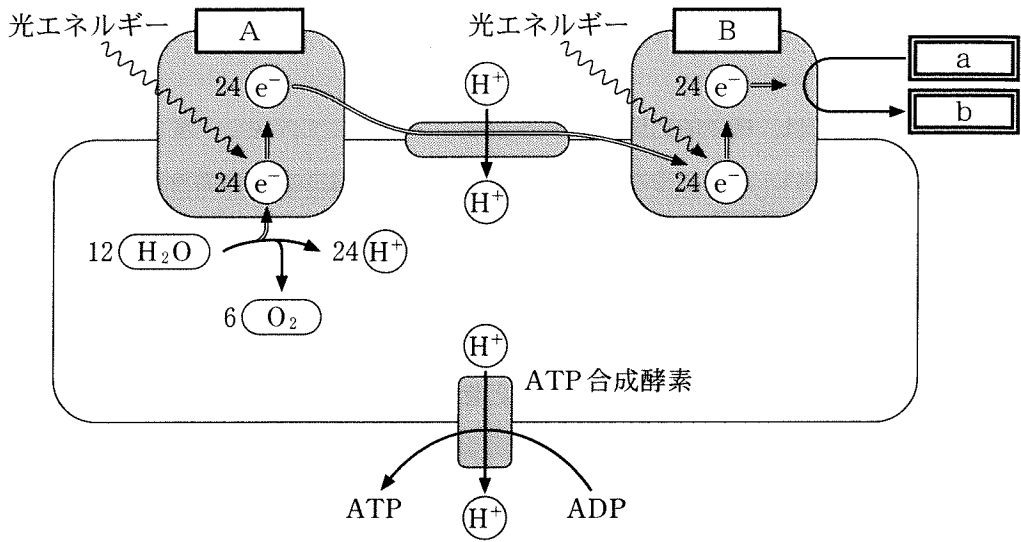 光エネルギー
A
光エネルギー
B
24 e⁻
H⁺
24 e⁻
a
b
24 e⁻
H⁺
24 e⁻
12 H₂O
24 H⁺
6 O₂
H⁺
ATP合成酵素
ATP
H⁺
ADP